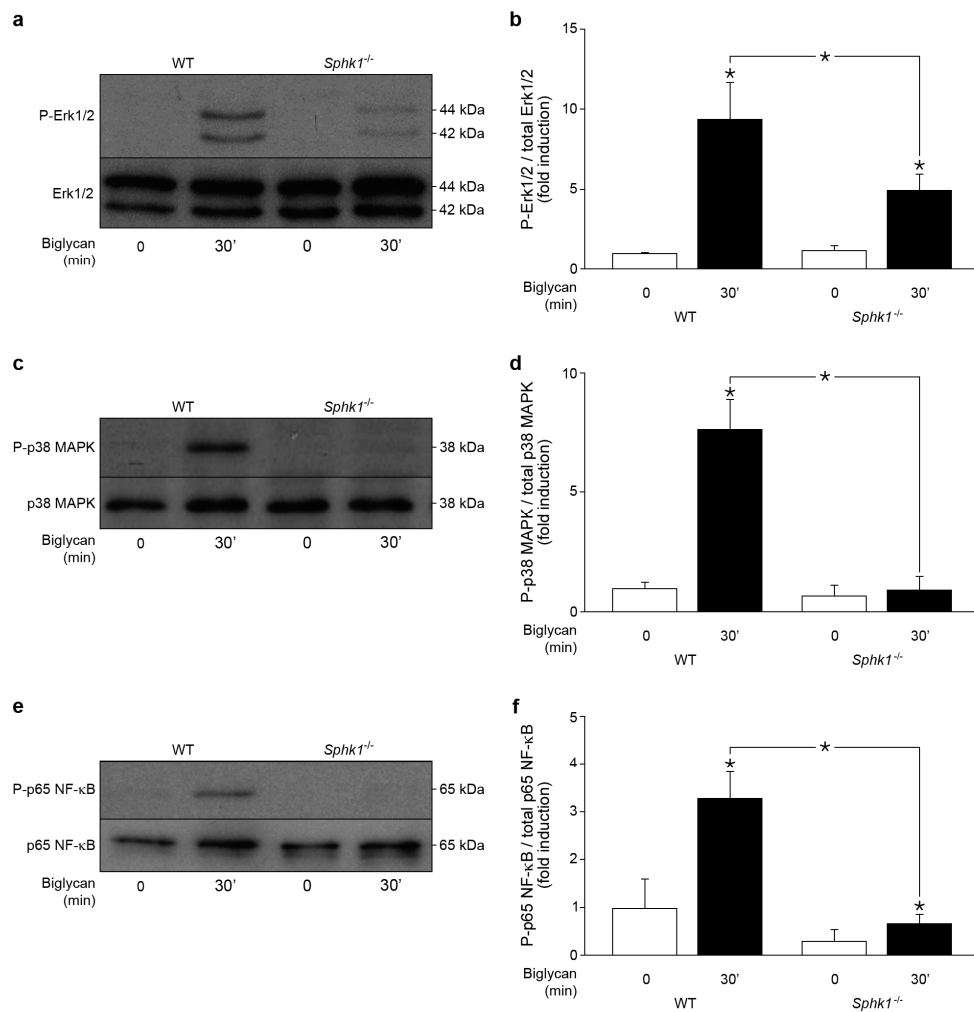 a
WT
Sphk1-/-
P-Erk1/2
44 kDa
42 kDa
Erk1/2
44 kDa
42 kDa
Biglycan
(min)
0
30'
0
30'
b
P-Erk1/2 / total Erk1/2
(fold induction)
15
10
5
0
*
*
*
Biglycan
(min)
0
30'
0
30'
WT
Sphk1-/-
c
WT
Sphk1-/-
P-p38 MAPK
38 kDa
p38 MAPK
38 kDa
Biglycan
(min)
0
30'
0
30'
d
P-p38 MAPK / total p38 MAPK
(fold induction)
10
5
0
*
*
Biglycan
(min)
0
30'
0
30'
WT
Sphk1-/-
e
WT
Sphk1-/-
P-p65 NF-κB
65 kDa
p65 NF-κB
65 kDa
Biglycan
(min)
0
30'
0
30'
f
P-p65 NF-κB / total p65 NF-κB
(fold induction)
5
4
3
2
1
0
*
*
*
Biglycan
(min)
0
30'
0
30'
WT
Sphk1-/-